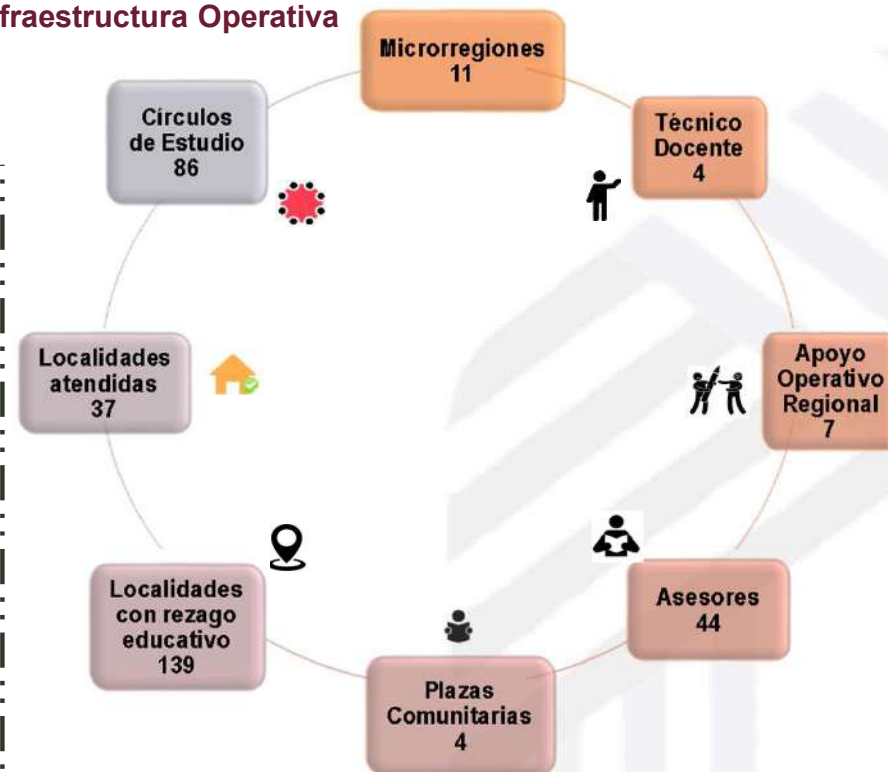 fraestructura Operativa
Microrregiones
11
Técnico
Docente
4
Apoyo
Operativo
Regional
7
Asesores
44
Plazas
Comunitarias
4
Localidades
con rezago
educativo
139
Localidades
atendidas
37
Círculos
de Estudio
86